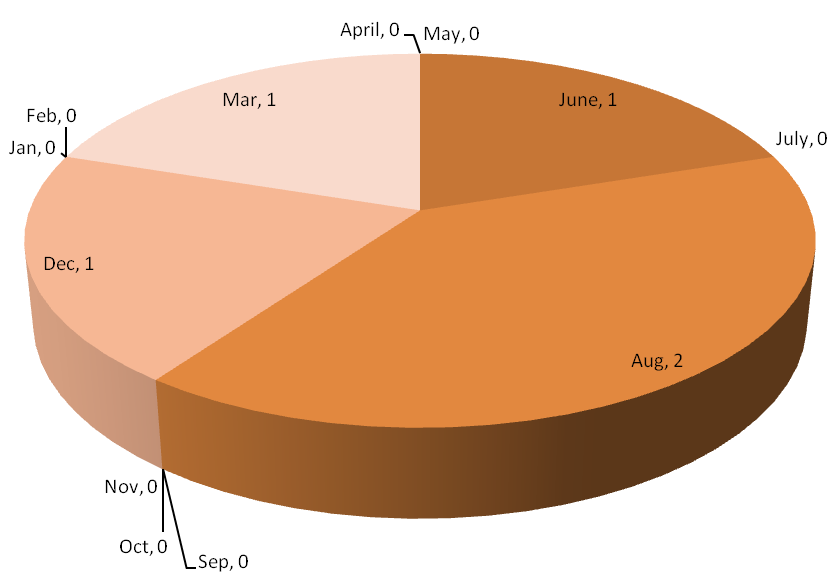 April, 0
May, 0
Mar, 1
June, 1
Feb, 0
July, 0
Jan, 0
Dec, 1
Aug, 2
Nov, 0
Oct, 0
Sep, 0